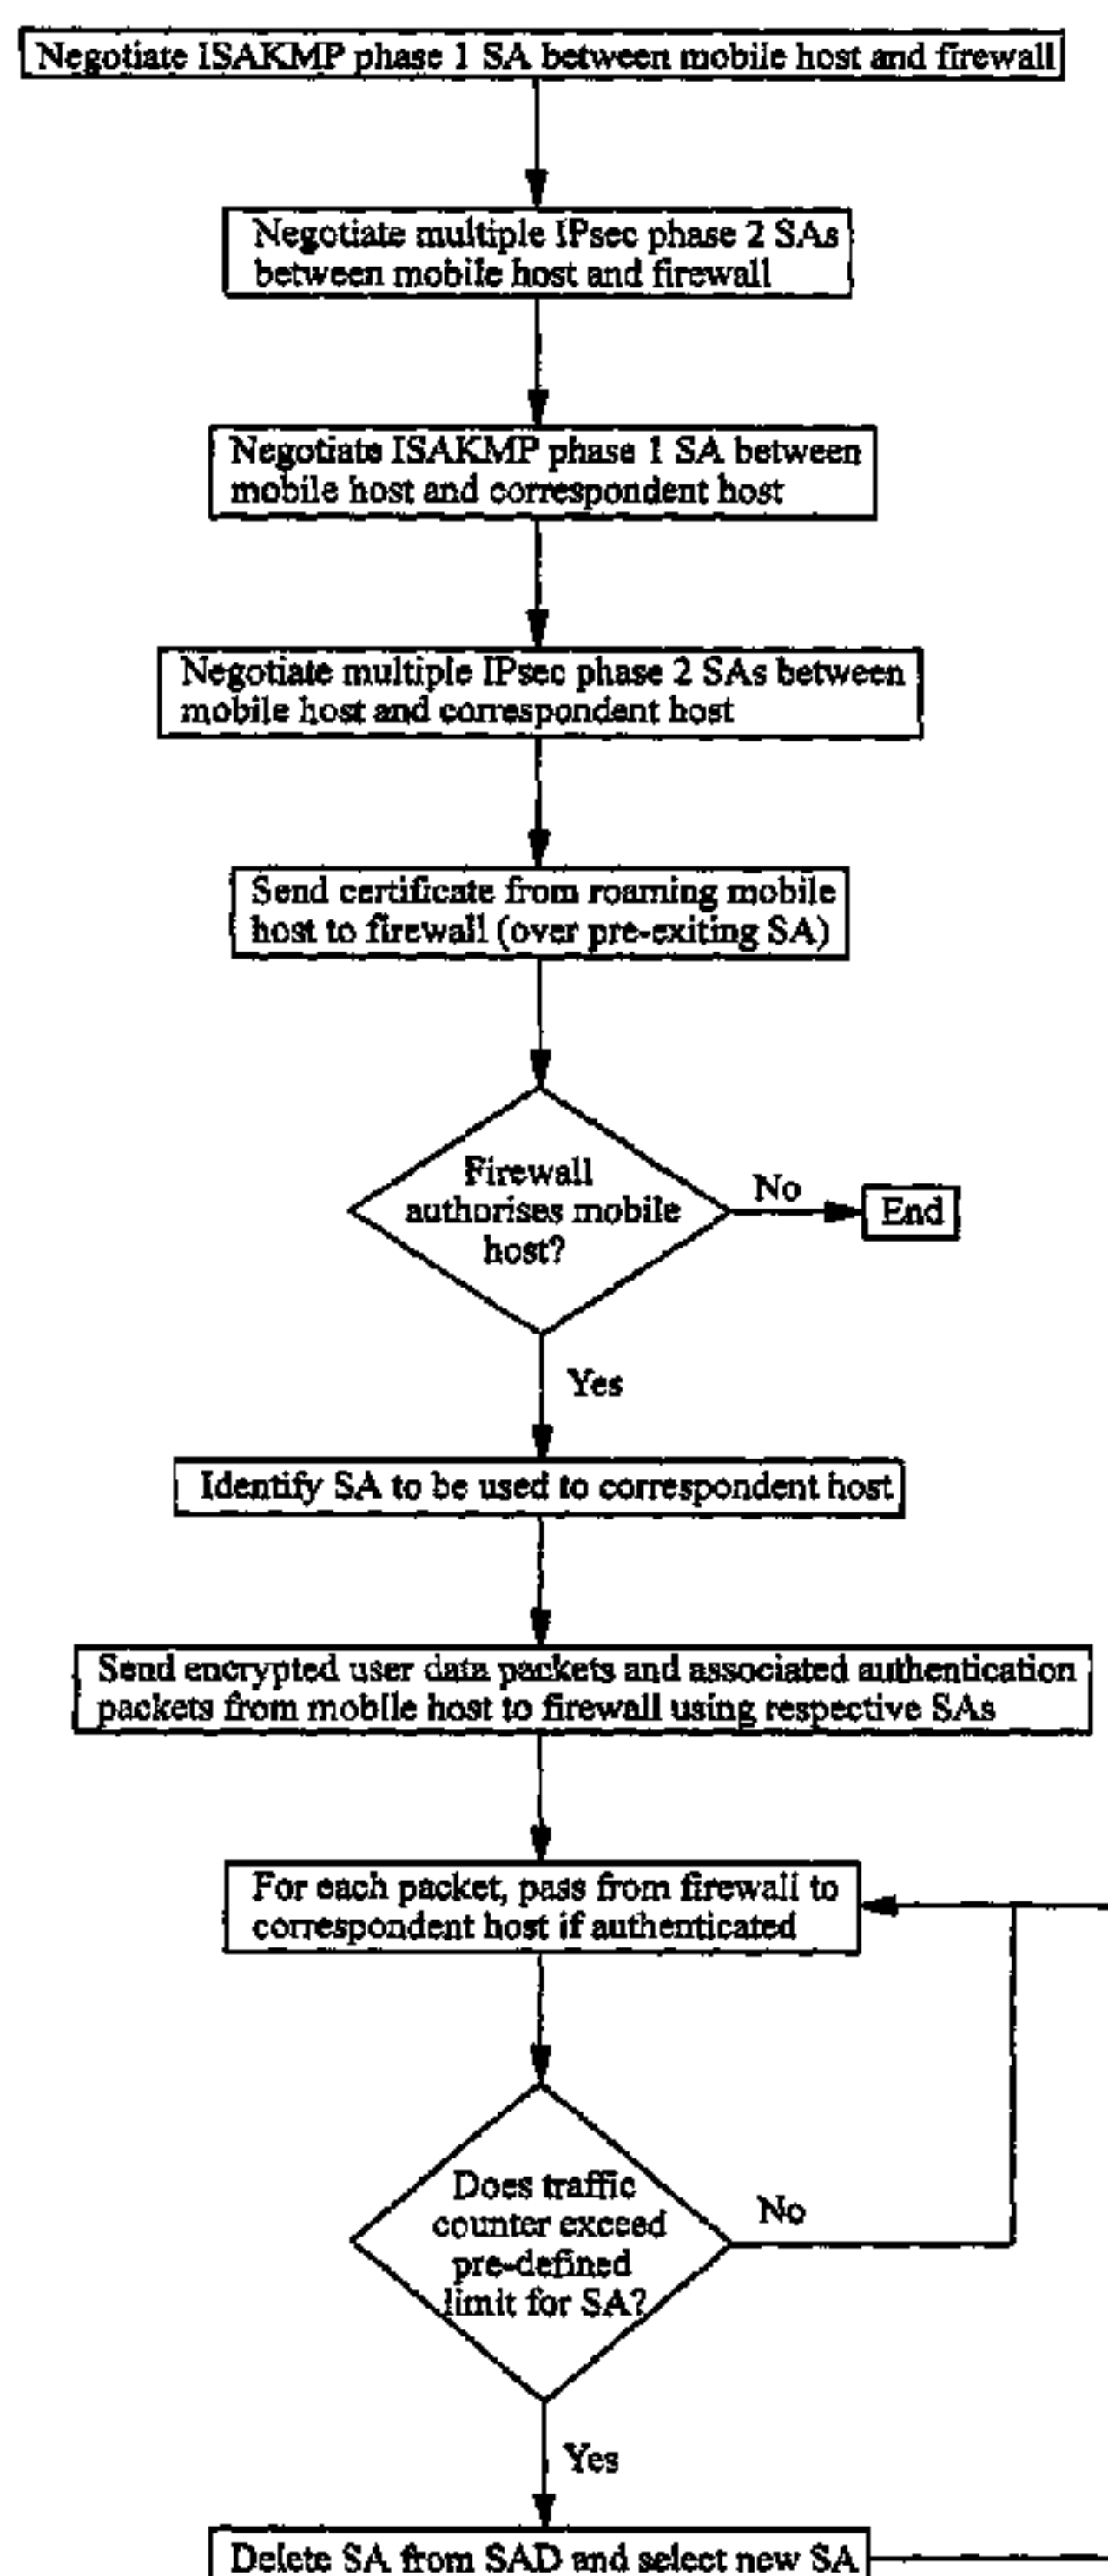 Negotiate ISAKMP phase 1 SA between mobile host and firewall
Negotiate multiple IPsec phase 2 SAs
between mobile host and firewall
Negotiate ISAKMP phase 1 SA between
mobile host and correspondent host
Negotiate multiple IPsec phase 2 SAs between
mobile host and correspondent host
Send certificate from roaming mobile
host to firewall (over pre-exiting SA)
Firewall
authorises mobile
host?
No
End
Yes
Identify SA to be used to correspondent host
Send encrypted user data packets and associated authentication
packets from mobile host to firewall using respective SAs
For each packet, pass from firewall to
correspondent host if authenticated
Does traffic
counter exceed
pre-defined
limit for SA?
No
Yes
Delete SA from SAD and select new SA